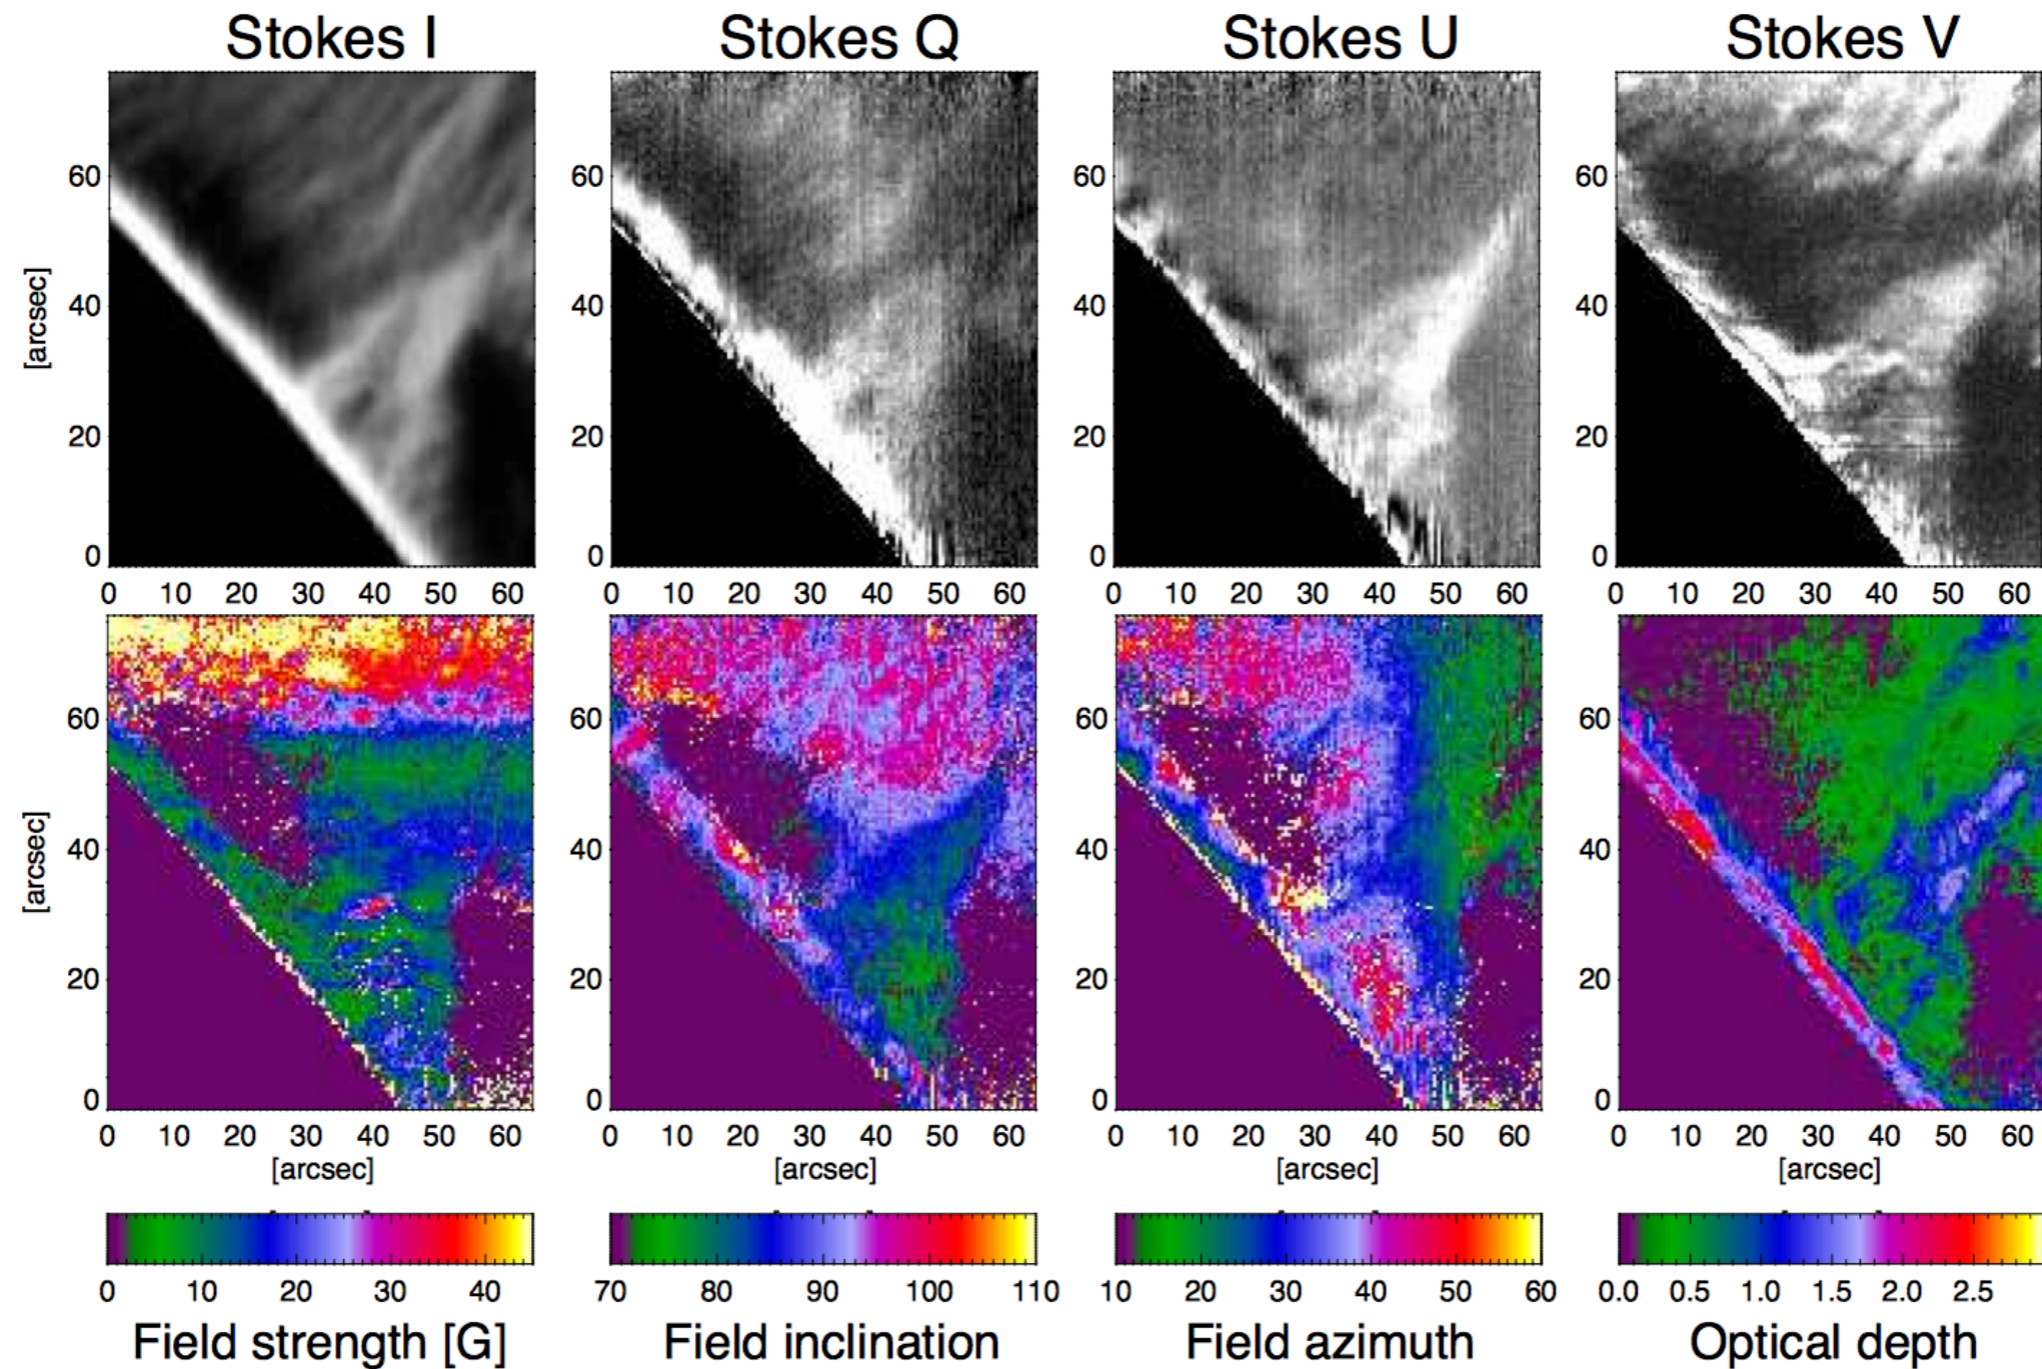 Stokes I Stokes Q Stokes U Stokes V
60 60 60 60
[arcsec]
40 40 40 40
20 20 20 20
0 0 0 0
0 10 20 30 40 50 60 0 10 20 30 40 50 60 0 10 20 30 40 50 60 0 10 20 30 40 50 60
60 60 60 60
[arcsec]
40 40 40 40
20 20 20 20
0 0 0 0
0 10 20 30 40 50 60 0 10 20 30 40 50 60 0 10 20 30 40 50 60 0 10 20 30 40 50 60
[arcsec] [arcsec] [arcsec] [arcsec]
0 10 20 30 40 70 80 90 100 110 10 20 30 40 50 60 0.0 0.5 1.0 1.5 2.0 2.5
Field strength [G] Field inclination Field azimuth Optical depth